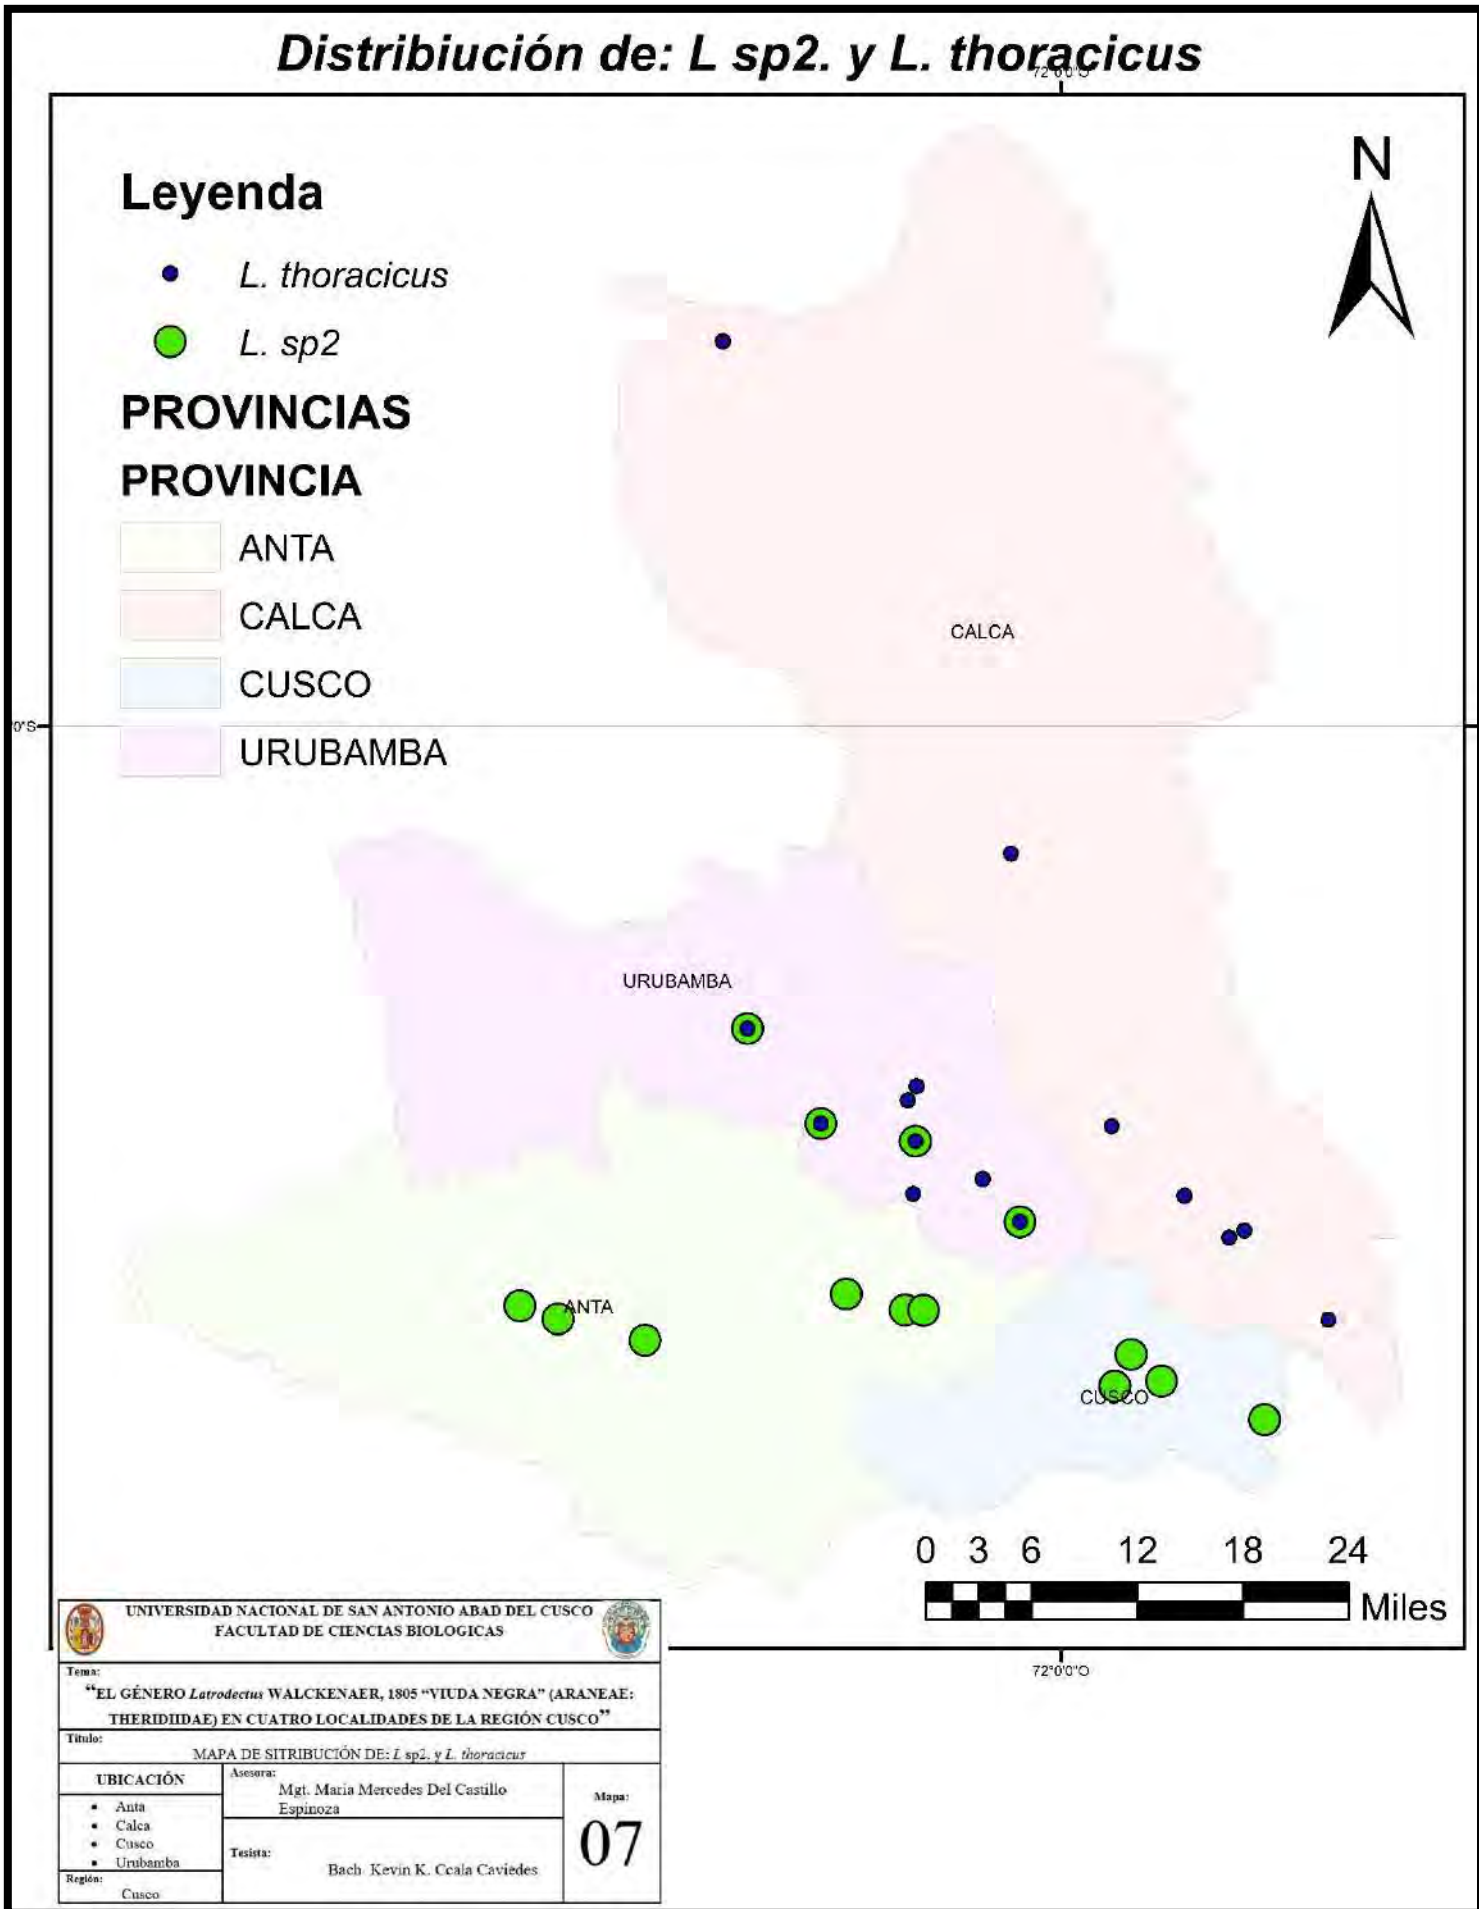 Distribiución de: L sp2. y L. thoracicus
72°0'0"O
N
Leyenda
L. thoracicus
L. sp2
PROVINCIAS
PROVINCIA
ANTA
CALCA
CUSCO
URUBAMBA
CALCA
0"S
URUBAMBA
ANTA
CUSCO
0 3 6 12 18 24
Miles
72°0'0"O
UNIVERSIDAD NACIONAL DE SAN ANTONIO ABAD DEL CUSCO
FACULTAD DE CIENCIAS BIOLOGICAS
Tema:
“EL GÉNERO Latrodectus WALCKENAER, 1805 “VIUDA NEGRA” (ARANEAE:
THERIDIIDAE) EN CUATRO LOCALIDADES DE LA REGIÓN CUSCO”
Titulo:
MAPA DE SITRIBUCIÓN DE: L sp2. y L. thoracicus
UBICACIÓN
• Anta
• Calca
• Cusco
• Urubamba
Región:
Cusco
Asesora:
Mgt. Maria Mercedes Del Castillo
Espinoza
Tesista:
Bach. Kevin K. Ccala Caviedes
Mapa:
07